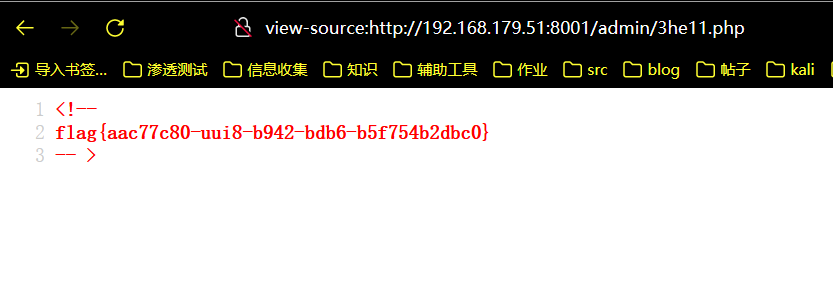 view-source:http://192.168.179.51:8001/admin/3he11.php
导入书签... 渗透测试 信息收集 知识 辅助工具 作业 src blog 帖子 kali
1 <!--
2 flag{aac77c80-uui8-b942-bdb6-b5f754b2dbc0}
3 -- >